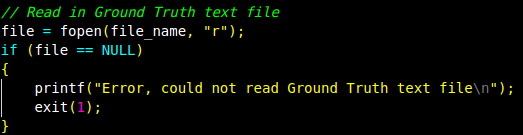 // Read in Ground Truth text file
file = fopen(file_name, "r");
if (file == NULL)
{
    printf("Error, could not read Ground Truth text file\n");
    exit(1);
}